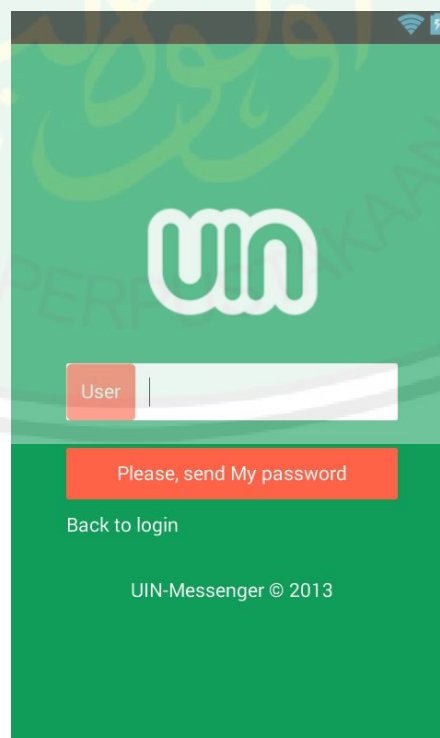 UIN
User
Please, send My password
Back to login
UIN-Messenger © 2013